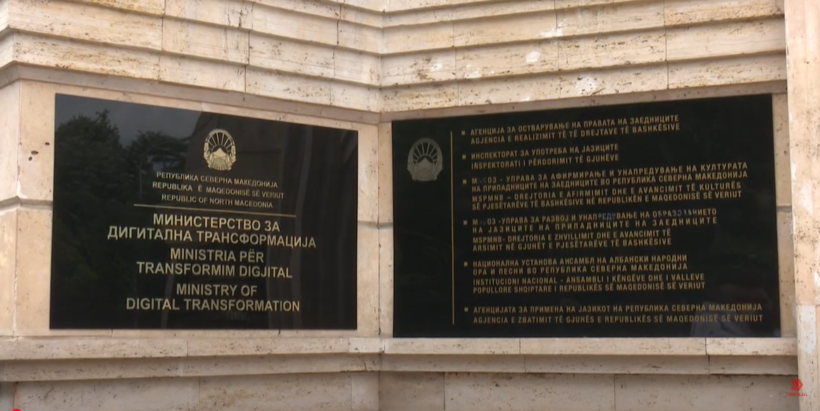 РЕПУБЛИКА СЕВЕРНА МАКЕДОНИЈА
REPUBLIKA E MAQEDONISË SË VERIUT
REPUBLIC OF NORTH MACEDONIA
МИНИСТЕРСТВО ЗА
ДИГИТАЛНА ТРАНСФОРМАЦИЈА
MINISTRIA PËR
TRANSFORMIM DIGJITAL
MINISTRY OF
DIGITAL TRANSFORMATION
АГЕНЦИЈА ЗА ОСТВАРУВАЊЕ НА ПРАВАТА НА ЗАЕДНИЦИТЕ
AGJENCIA E REALIZIMIT TË TË DREJTAVE TË BASHKËSIVE
ИНСПЕКТОРАТ ЗА УПОТРЕБА НА ЈАЗИЦИТЕ
INSPEKTORATI I PËRDORIMIT TË GJUHËVE
УПРАВА ЗА АФИРМИРАЊЕ И УНАПРЕДУВАЊЕ НА КУЛТУРАТА
НА ПРИПАДНИЦИТЕ НА ЗАЕДНИЦИТЕ ВО РЕПУБЛИКА СЕВЕРНА МАКЕДОНИЈА
MSPMNB - DREJTORIA E AFIRMIMIT DHE E AVANCIMIT TË KULTURËS
SË PJESËTARËVE TË BASHKËSIVE NË REPUBLIKËN E MAQEDONISË SË VERIUT
УПРАВА ЗА РАЗВОЈ И УНАПРЕДУВАЊЕ НА ОБРАЗОВАНИЕТО
НА ЈАЗИЦИТЕ НА ПРИПАДНИЦИТЕ НА ЗАЕДНИЦИТЕ
MSPMNB- DREJTORIA E ZHVILLIMIT DHE E AVANCIMIT TË
ARSIMIT NË GJUHËT E PJESËTARËVE TË BASHKËSIVE
НАЦИОНАЛНА УСТАНОВА АНСАМБЛ НА АЛБАНСКИ НАРОДНИ
ОРА И ПЕСНИ ВО РЕПУБЛИКА СЕВЕРНА МАКЕДОНИЈА
INSTITUCIONI NACIONAL - ANSAMBLI I KËNGËVE DHE I VALLEVE
POPULLORE SHQIPTARE I REPUBLIKËS SË MAQEDONISË SË VERIUT
АГЕНЦИЈАТА ЗА ПРИМЕНА НА ЈАЗИКОТ НА РЕПУБЛИКА СЕВЕРНА МАКЕДОНИЈА
AGJENCIA E ZBATIMIT TË GJUHËS E REPUBLIKËS SË MAQEDONISË SË VERIUT